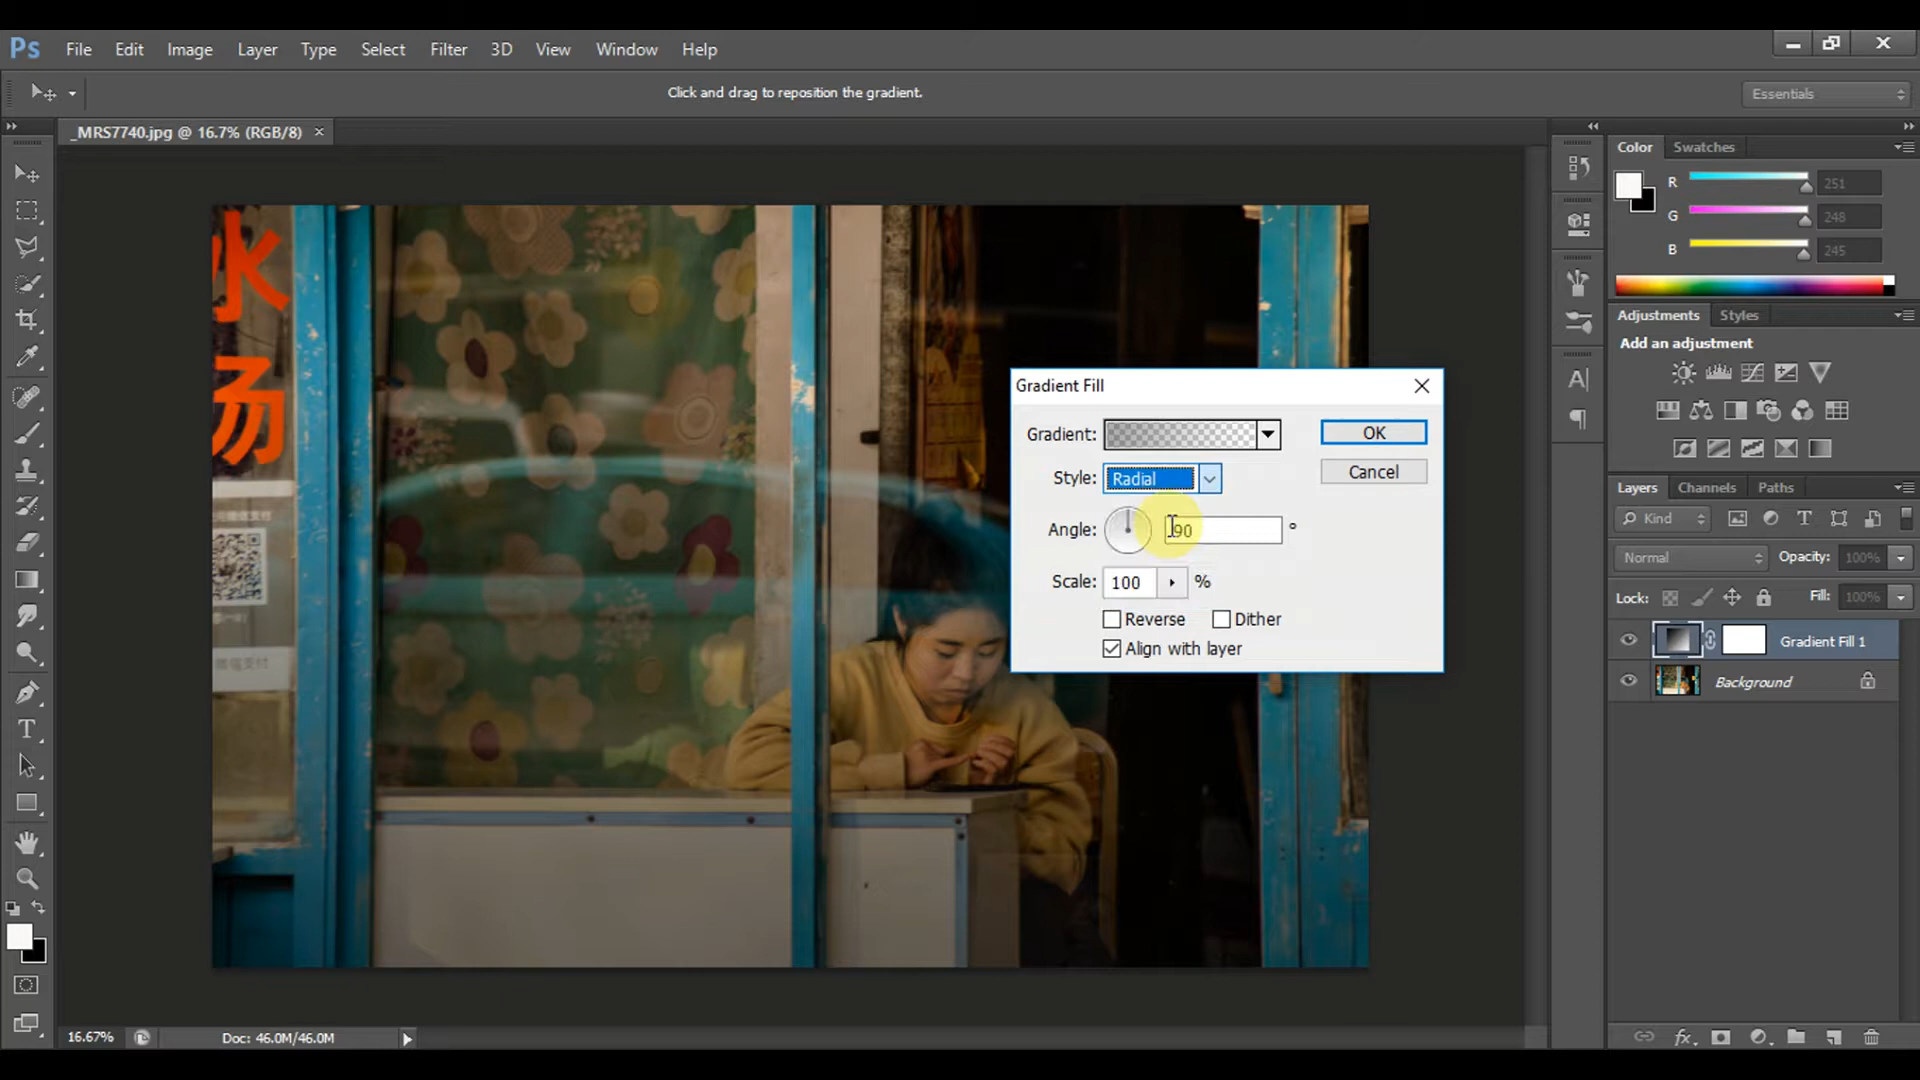 Ps File Edit Image Layer Type Select Filter 3D View Window Help
Click and drag to reposition the gradient.
Essentials
_MRS7740.jpg @ 16.7% (RGB/8) ×
Color Swatches
R 251
G 248
B 245
Adjustments Styles
Add an adjustment
Gradient Fill
Gradient: OK
Style: Radial Cancel
Angle: 90 °
Scale: 100 %
Reverse Dither
Align with layer
Layers Channels Paths
Kind
Normal Opacity: 100%
Lock: Fill: 100%
Gradient Fill 1
Background
水
汤
16.67% Doc: 46.0M/46.0M